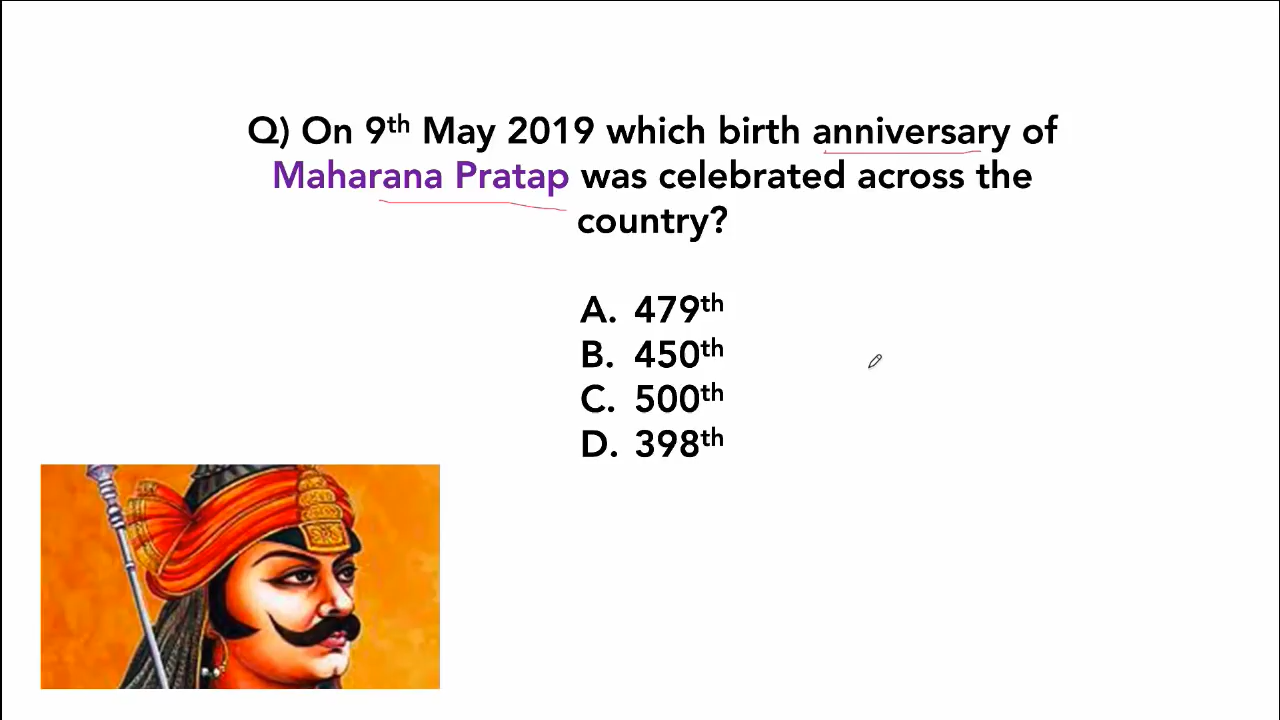 Q) On 9th May 2019 which birth anniversary of
Maharana Pratap was celebrated across the
country?
A. 479th
B. 450th
C. 500th
D. 398th